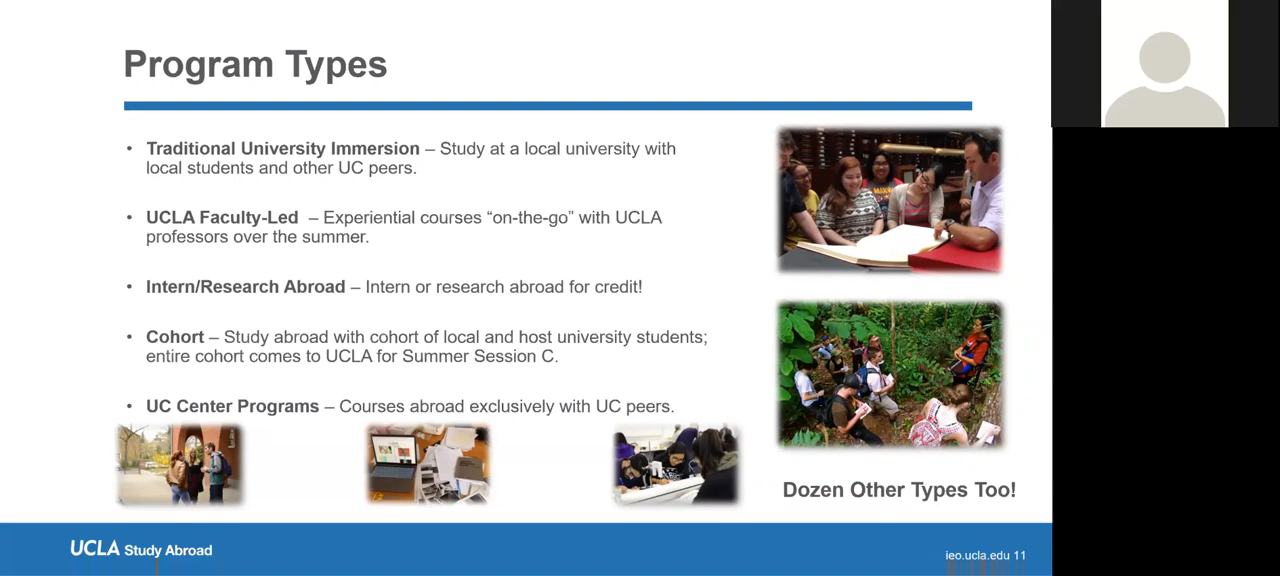 Program Types
• Traditional University Immersion – Study at a local university with
local students and other UC peers.
• UCLA Faculty-Led – Experiential courses “on-the-go” with UCLA
professors over the summer.
• Intern/Research Abroad – Intern or research abroad for credit!
• Cohort – Study abroad with cohort of local and host university students;
entire cohort comes to UCLA for Summer Session C.
• UC Center Programs – Courses abroad exclusively with UC peers.
Dozen Other Types Too!
UCLA Study Abroad
ieo.ucla.edu 11